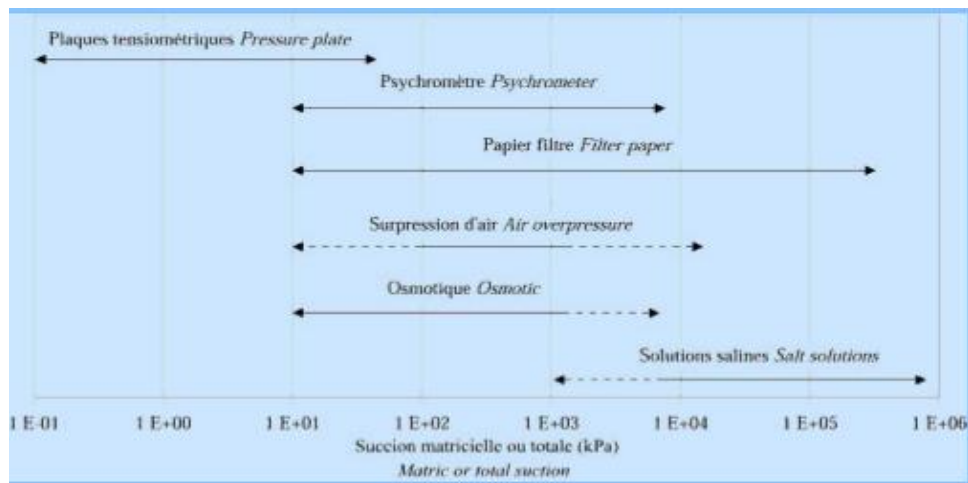 Plaques tensiométriques Pressure plate
Psychromètre Psychrometer
Papier filtre Filter paper
Surpression d'air Air overpressure
Osmotique Osmotic
Solutions salines Salt solutions
1 E-01 1 E+00 1 E+01 1 E+02 1 E+03 1 E+04 1 E+05 1 E+06
Succion matricielle ou totale (kPa)
Matric or total suction